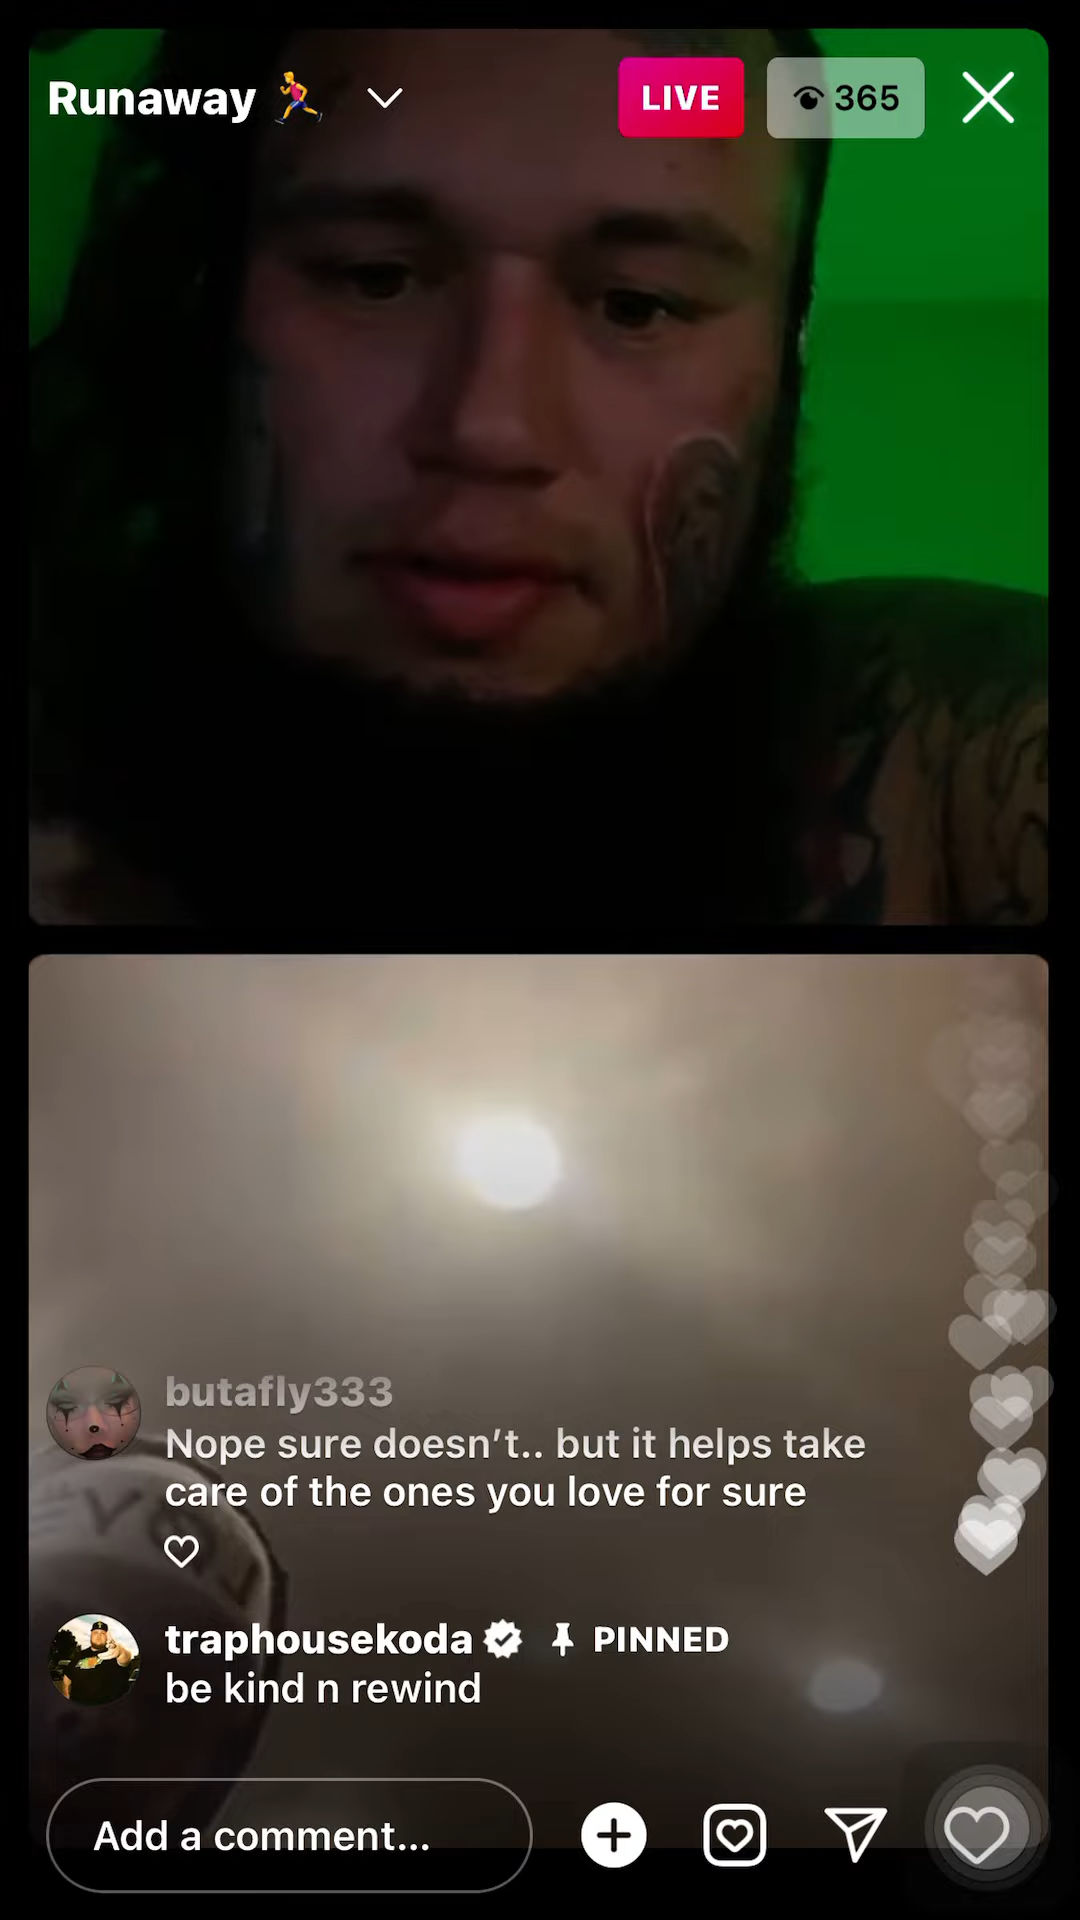 Runaway 🏃
LIVE
365
butafly333
Nope sure doesn’t.. but it helps take
care of the ones you love for sure
traphousekoda PINNED
be kind n rewind
Add a comment...